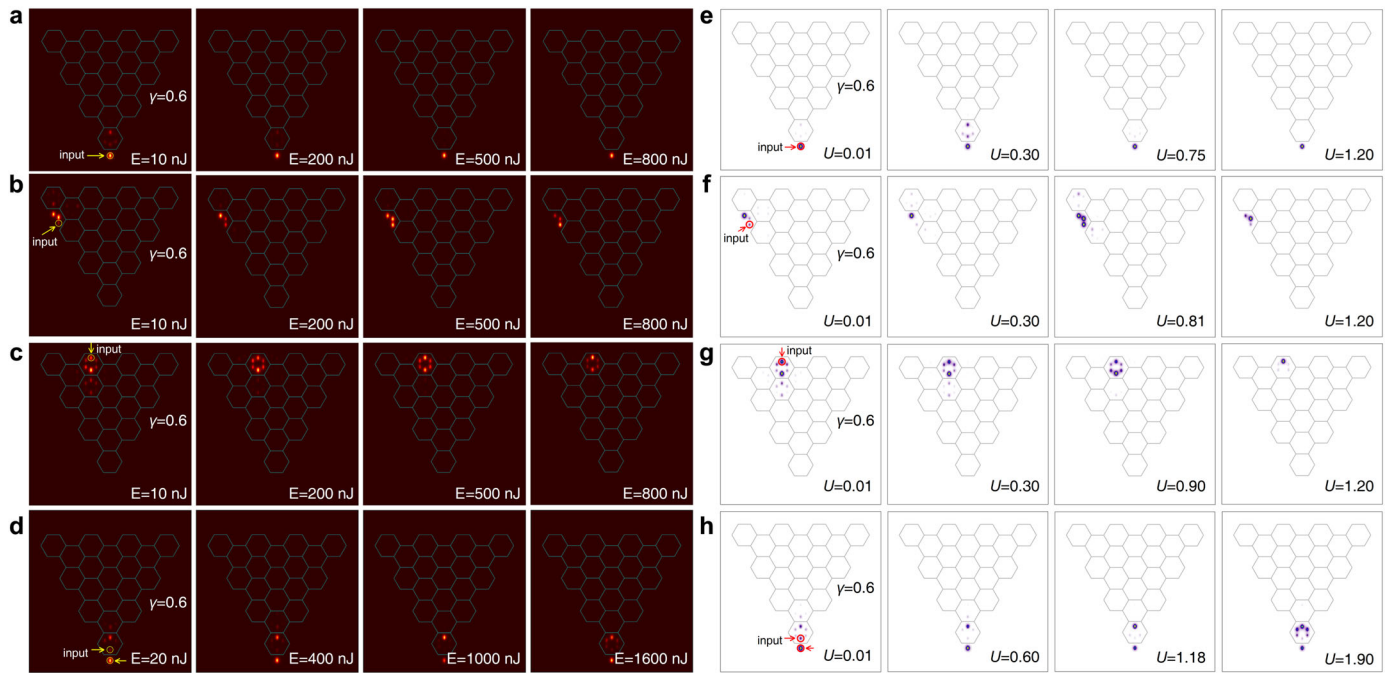 a
γ=0.6
input
E=10 nJ
E=200 nJ
E=500 nJ
E=800 nJ
b
input
γ=0.6
E=10 nJ
E=200 nJ
E=500 nJ
E=800 nJ
c
input
γ=0.6
E=10 nJ
E=200 nJ
E=500 nJ
E=800 nJ
d
γ=0.6
input
E=20 nJ
E=400 nJ
E=1000 nJ
E=1600 nJ
e
γ=0.6
input
U=0.01
U=0.30
U=0.75
U=1.20
f
input
γ=0.6
U=0.01
U=0.30
U=0.81
U=1.20
g
input
γ=0.6
U=0.01
U=0.30
U=0.90
U=1.20
h
γ=0.6
input
U=0.01
U=0.60
U=1.18
U=1.90